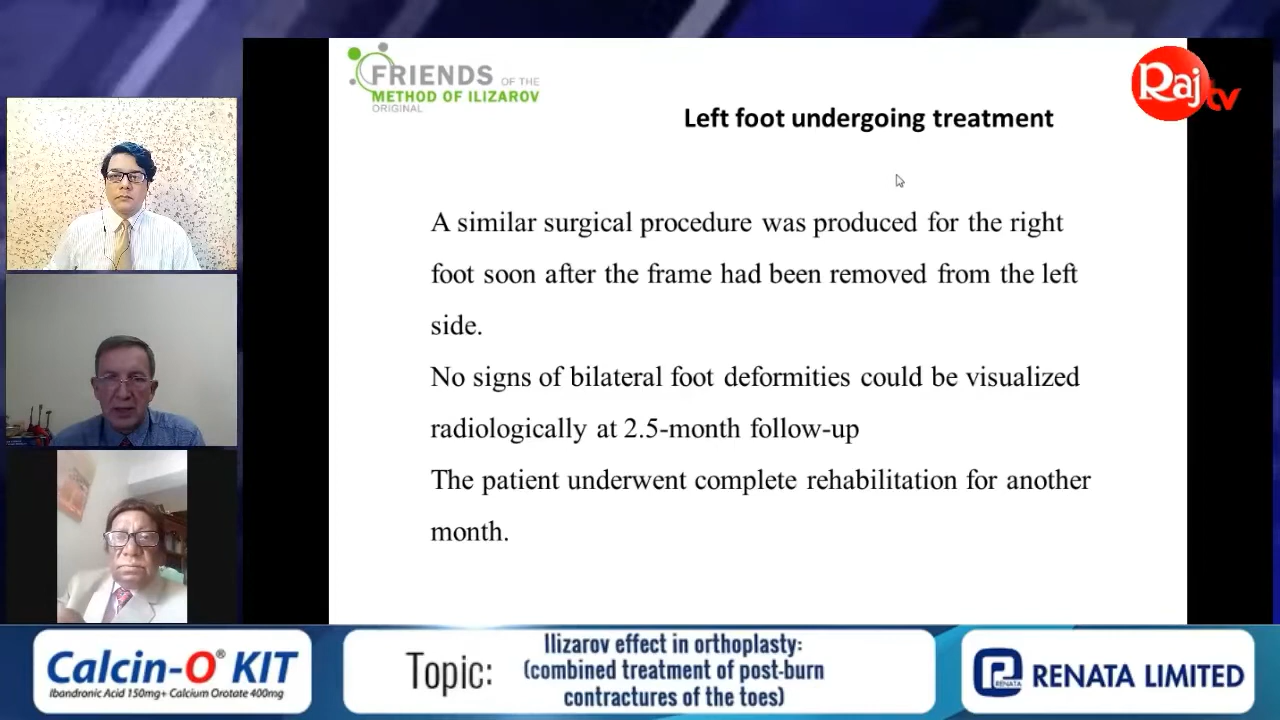 FRIENDS OF THE
METHOD OF ILIZAROV
ORIGINAL
Raj tv
Left foot undergoing treatment
A similar surgical procedure was produced for the right
foot soon after the frame had been removed from the left
side.
No signs of bilateral foot deformities could be visualized
radiologically at 2.5-month follow-up
The patient underwent complete rehabilitation for another
month.
Calcin-O® KIT
Ibandronic Acid 150mg+ Calcium Orotate 400mg
Topic:
Ilizarov effect in orthoplasty:
(combined treatment of post-burn
contractures of the toes)
RENATA
RENATA LIMITED